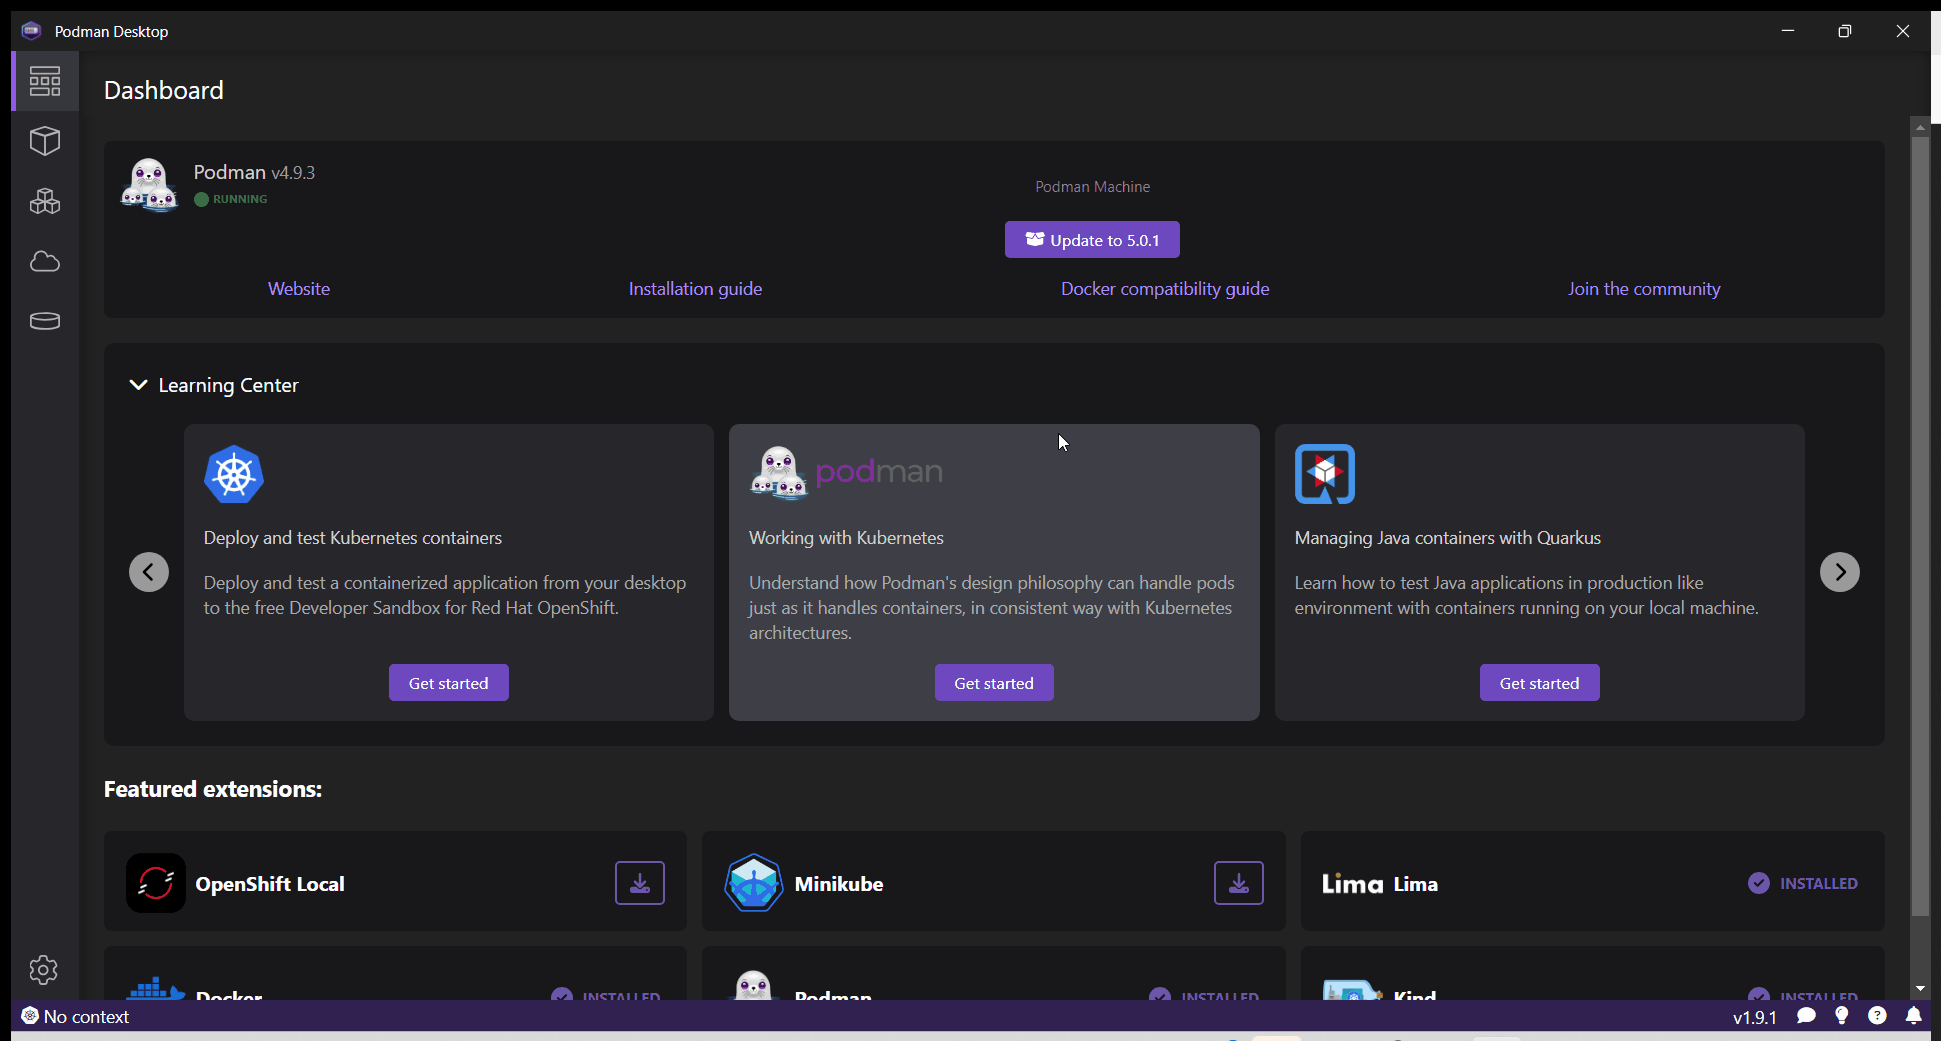 Podman Desktop
Dashboard
Podman v4.9.3
RUNNING
Podman Machine
Update to 5.0.1
Website
Installation guide
Docker compatibility guide
Join the community
Learning Center
podman
Deploy and test Kubernetes containers
Deploy and test a containerized application from your desktop
to the free Developer Sandbox for Red Hat OpenShift.
Get started
Working with Kubernetes
Understand how Podman's design philosophy can handle pods
just as it handles containers, in consistent way with Kubernetes
architectures.
Get started
Managing Java containers with Quarkus
Learn how to test Java applications in production like
environment with containers running on your local machine.
Get started
Featured extensions:
OpenShift Local
Minikube
Lima Lima
INSTALLED
Docker
INSTALLED
Podman
INSTALLED
Kind
INSTALLED
No context
v1.9.1